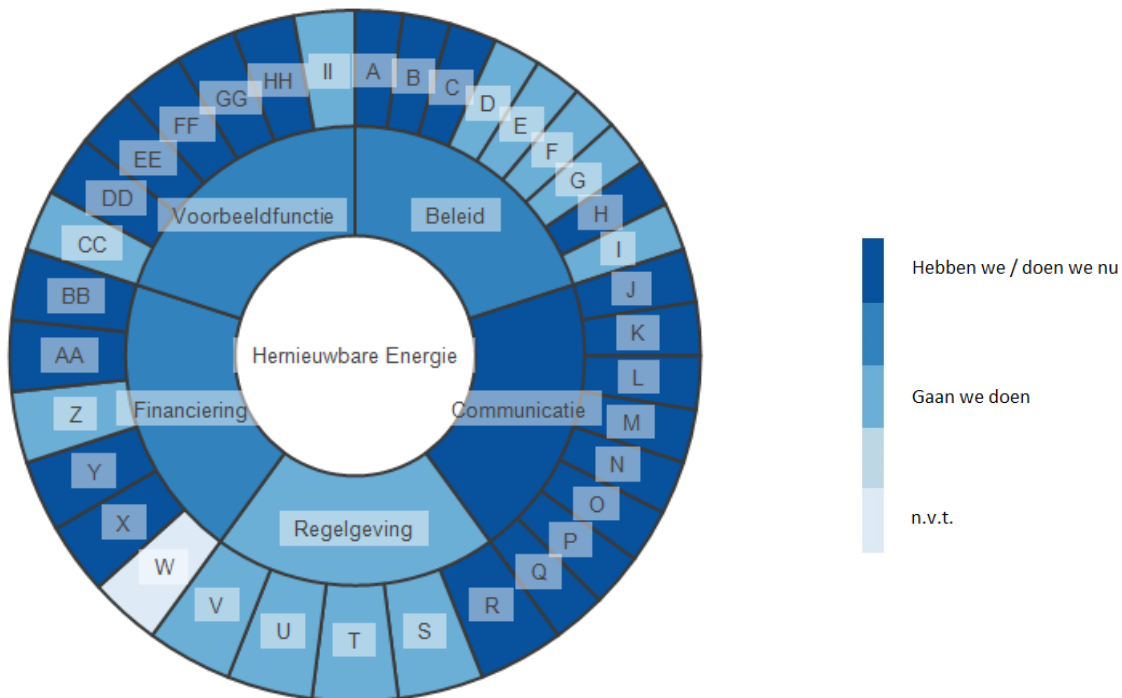 A
B
C
D
E
F
G
H
I
J
K
L
M
N
O
P
Q
R
S
T
U
V
W
X
Y
Z
AA
BB
CC
DD
EE
FF
GG
HH
II
Voorbeeldfunctie
Beleid
Hernieuwbare Energie
Financiering
Communicatie
Regelgeving
Hebben we / doen we nu
Gaan we doen
n.v.t.